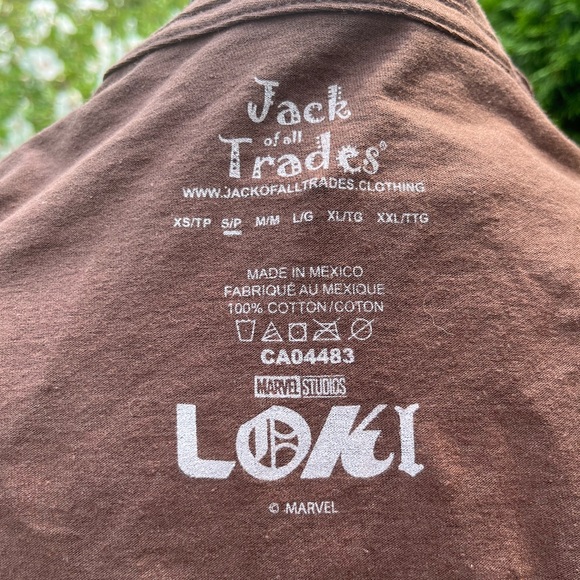 Jack
of all
Trades®
WWW.JACKOFALLTRADES.CLOTHING
XS/TP S/P M/M L/G XL/TG XXL/TTG
MADE IN MEXICO
FABRIQUÉ AU MEXIQUE
100% COTTON/COTON
CA04483
MARVEL STUDIOS
LOKI
© MARVEL